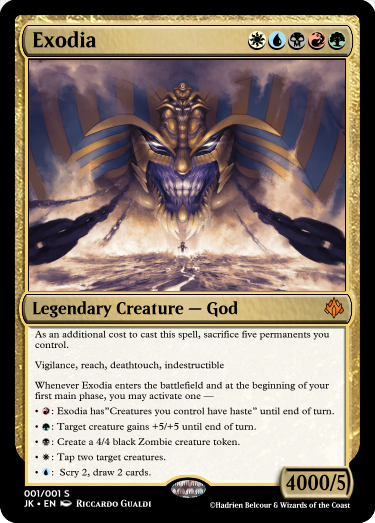 Exodia
Legendary Creature — God
As an additional cost to cast this spell, sacrifice five permanents you
control.
Vigilance, reach, deathtouch, indestructible
Whenever Exodia enters the battlefield and at the beginning of your
first main phase, you may activate one —
• : Exodia has"Creatures you control have haste" until end of turn.
• : Target creature gains +5/+5 until end of turn.
• : Create a 4/4 black Zombie creature token.
• : Tap two target creatures.
• : Scry 2, draw 2 cards.
4000/5
001/001 S
JK • EN Riccardo Gualdi
©Hadrien Belcour & Wizards of the Coast